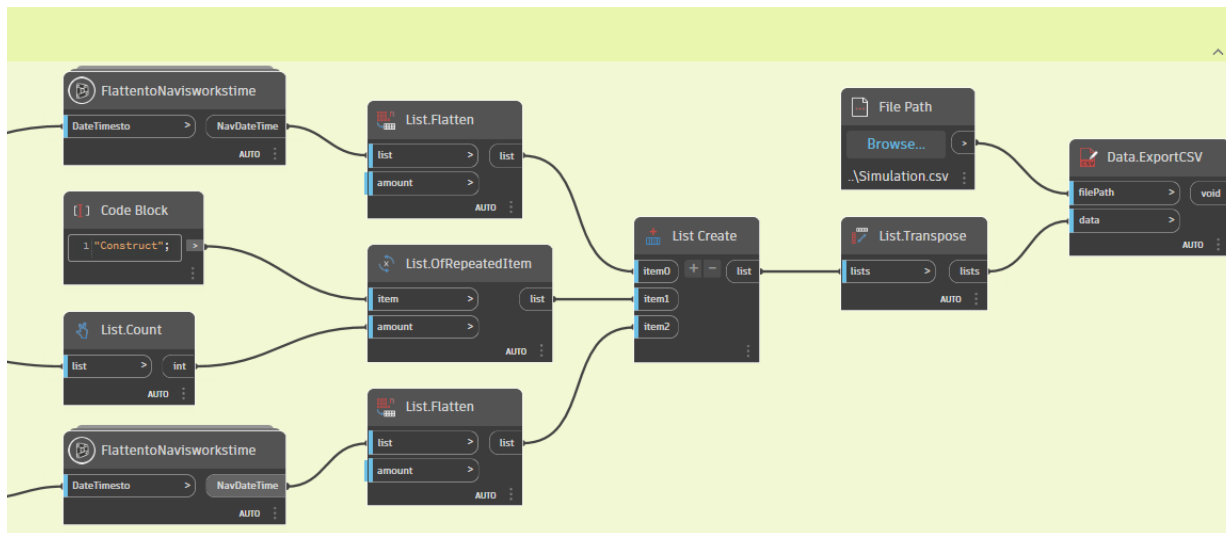 FlattentoNavisworkstime
DateTimesto > NavDateTime
AUTO
Code Block
1 "Construct"; >
List.Count
list > int
AUTO
FlattentoNavisworkstime
DateTimesto > NavDateTime
AUTO
List.Flatten
list > list
amount >
AUTO
List.OfRepeatedItem
item > list
amount >
AUTO
List.Flatten
list > list
amount >
AUTO
List Create
item0 + - list
item1
item2
File Path
Browse... >
..\Simulation.csv
List.Transpose
lists > lists
AUTO
Data.ExportCSV
filePath > void
data >
AUTO